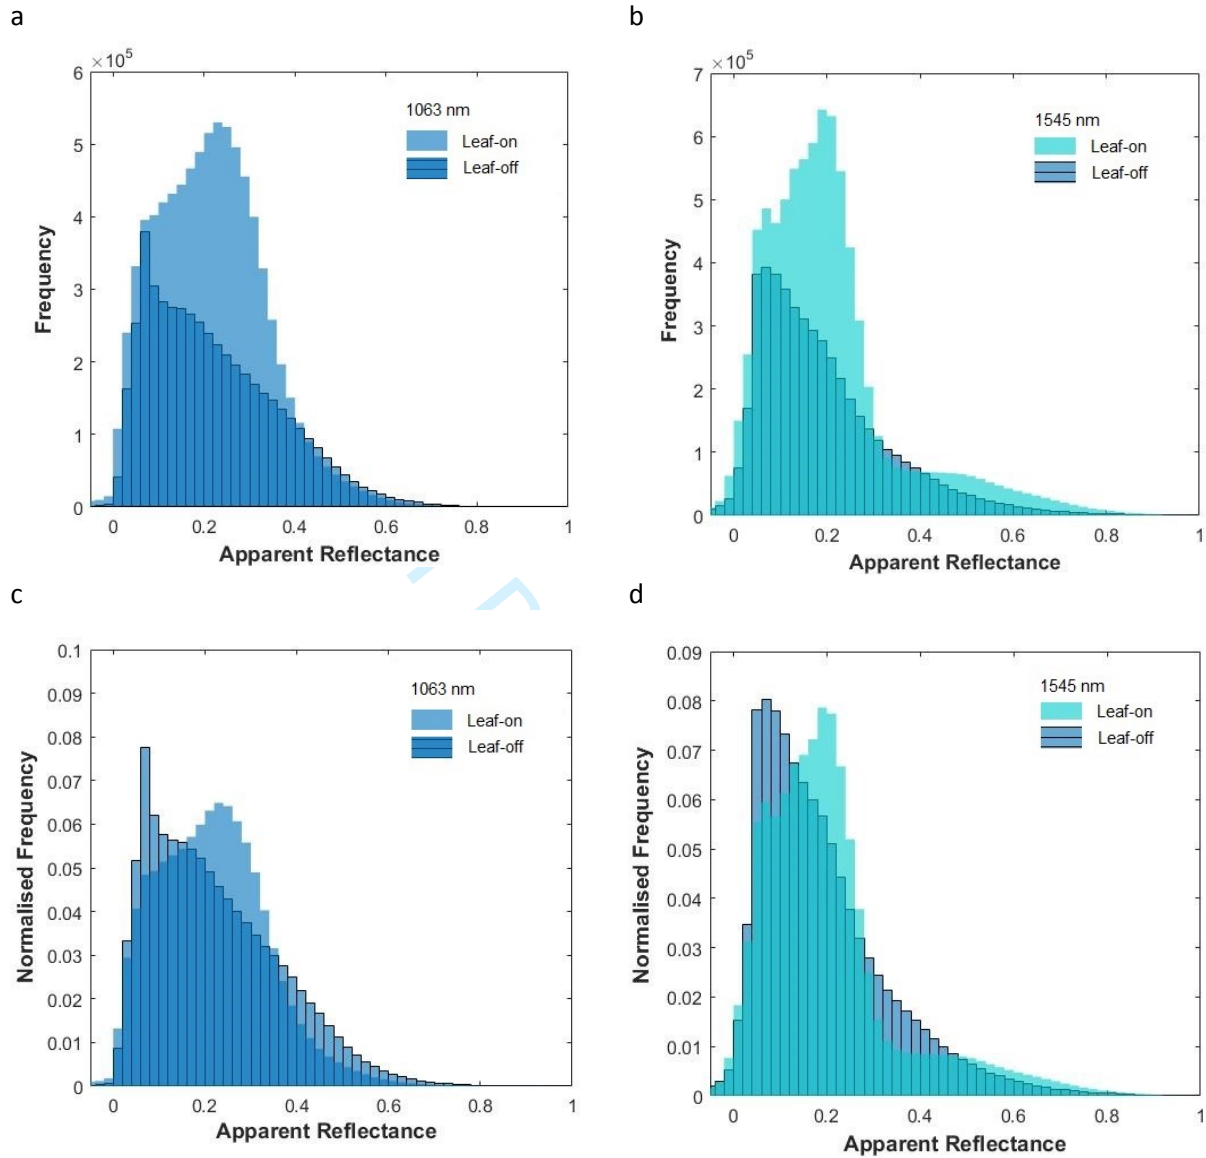 a
b
×10⁵
6
5
4
3
2
1
0
Frequency
1063 nm
Leaf-on
Leaf-off
0 0.2 0.4 0.6 0.8 1
Apparent Reflectance
×10⁵
7
6
5
4
3
2
1
0
Frequency
1545 nm
Leaf-on
Leaf-off
0 0.2 0.4 0.6 0.8 1
Apparent Reflectance
c
d
0.1
0.09
0.08
0.07
0.06
0.05
0.04
0.03
0.02
0.01
0
Normalised Frequency
1063 nm
Leaf-on
Leaf-off
0 0.2 0.4 0.6 0.8 1
Apparent Reflectance
0.09
0.08
0.07
0.06
0.05
0.04
0.03
0.02
0.01
0
Normalised Frequency
1545 nm
Leaf-on
Leaf-off
0 0.2 0.4 0.6 0.8 1
Apparent Reflectance